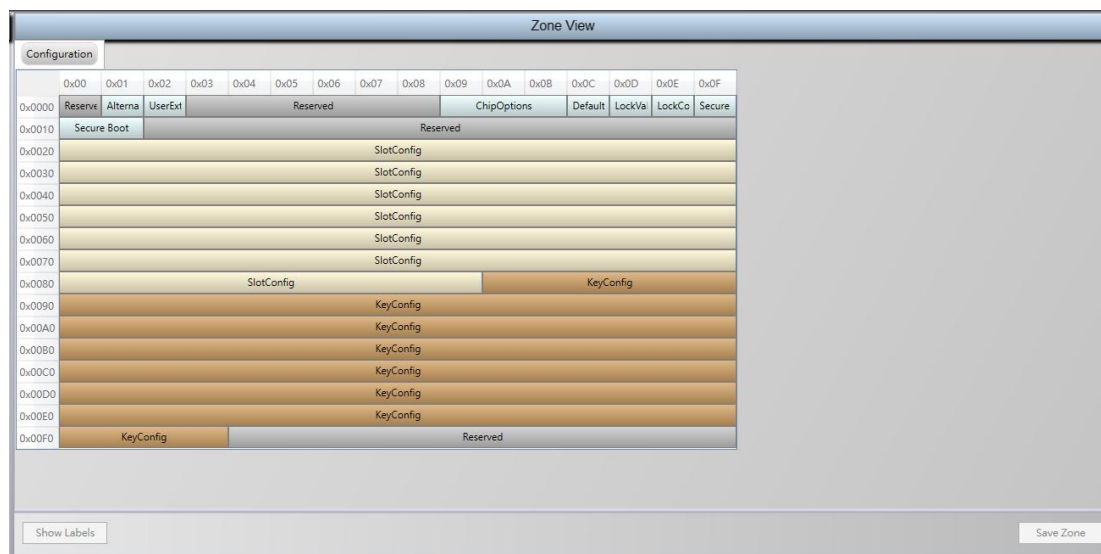 Zone View
Configuration
0x00 0x01 0x02 0x03 0x04 0x05 0x06 0x07 0x08 0x09 0x0A 0x0B 0x0C 0x0D 0x0E 0x0F
0x0000 Reserve Alterna UserExt Reserved ChipOptions Default LockVal LockCo Secure
0x0010 Secure Boot Reserved
0x0020 SlotConfig
0x0030 SlotConfig
0x0040 SlotConfig
0x0050 SlotConfig
0x0060 SlotConfig
0x0070 SlotConfig
0x0080 SlotConfig KeyConfig
0x0090 KeyConfig
0x00A0 KeyConfig
0x00B0 KeyConfig
0x00C0 KeyConfig
0x00D0 KeyConfig
0x00E0 KeyConfig
0x00F0 KeyConfig Reserved
Show Labels Save Zone